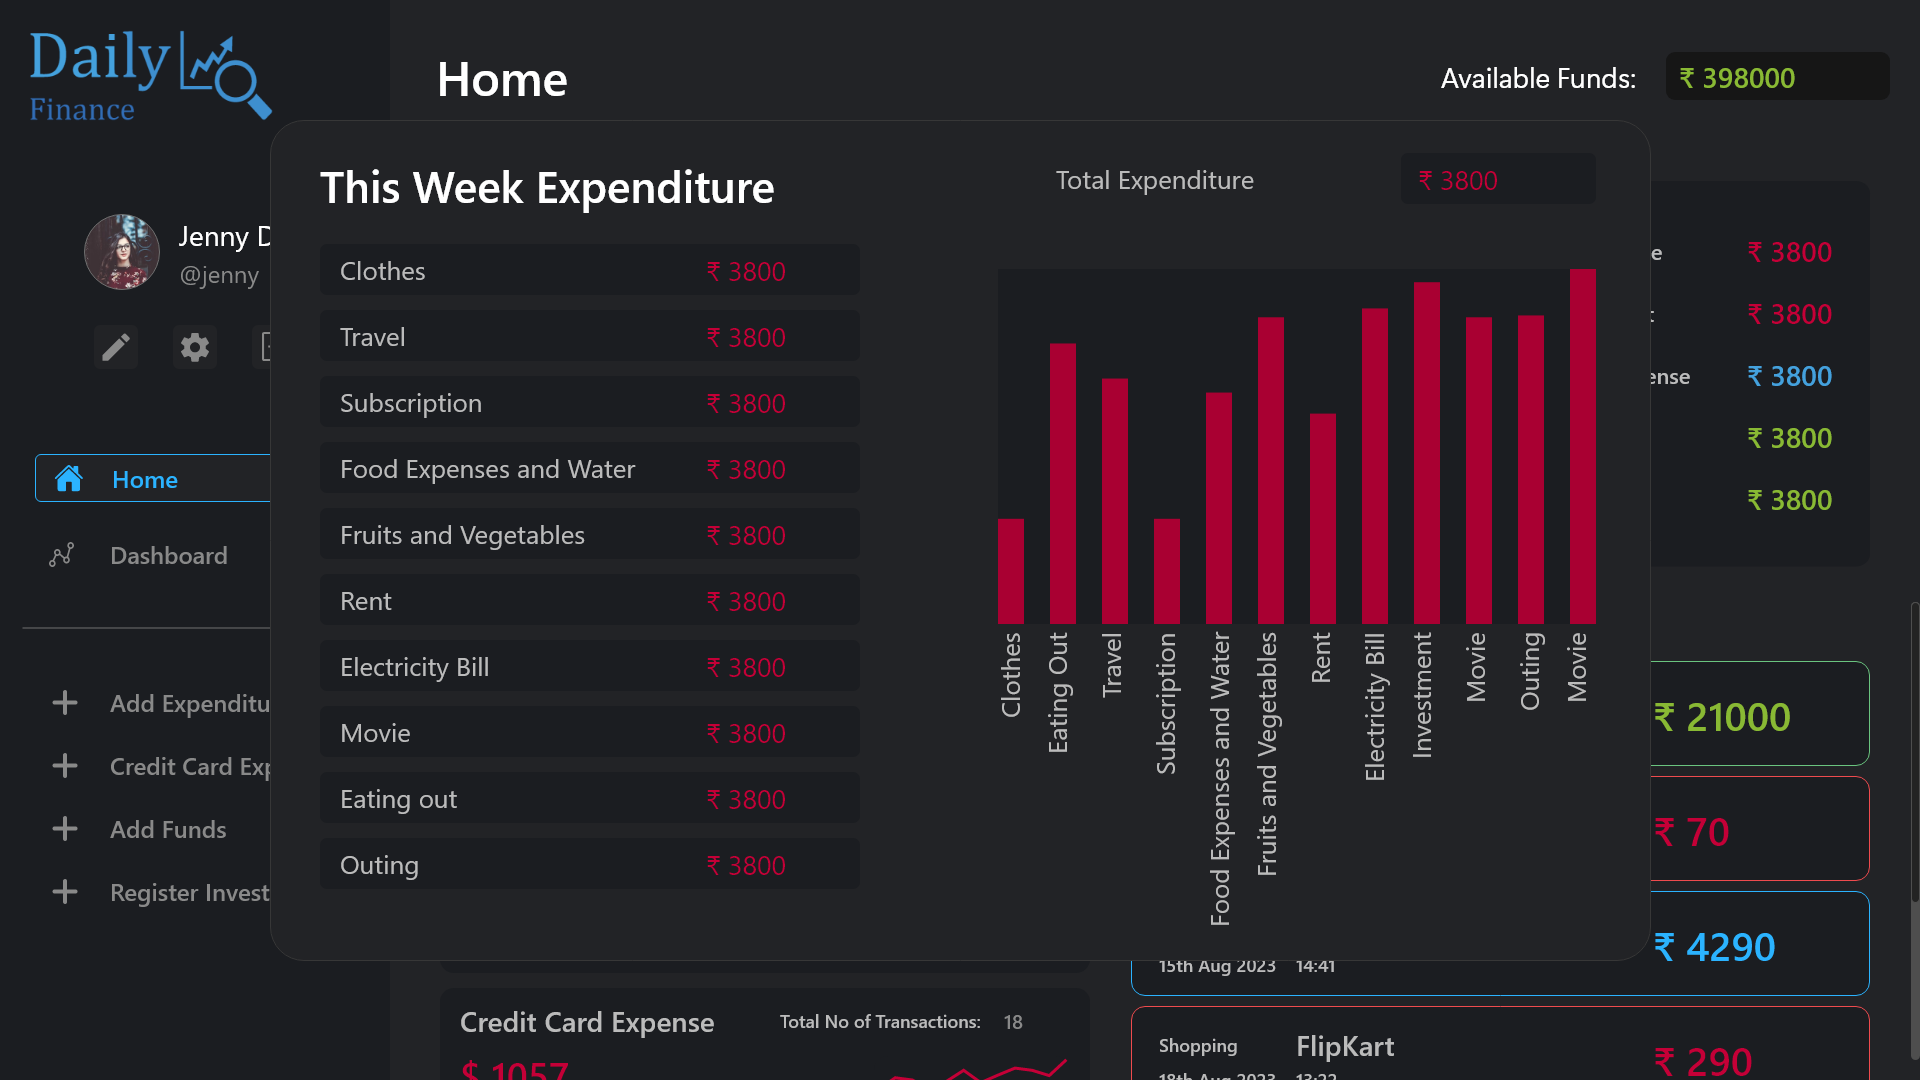 Daily
Finance
Home
Available Funds:
₹ 398000
Jenny D
@jenny
Home
Dashboard
Add Expenditu
Credit Card Exp
Add Funds
Register Invest
This Week Expenditure
Clothes ₹ 3800
Travel ₹ 3800
Subscription ₹ 3800
Food Expenses and Water ₹ 3800
Fruits and Vegetables ₹ 3800
Rent ₹ 3800
Electricity Bill ₹ 3800
Movie ₹ 3800
Eating out ₹ 3800
Outing ₹ 3800
Total Expenditure ₹ 3800
Clothes
Eating Out
Travel
Subscription
Food Expenses and Water
Fruits and Vegetables
Rent
Electricity Bill
Investment
Movie
Outing
Movie
e ₹ 3800
t ₹ 3800
ense ₹ 3800
₹ 3800
₹ 3800
₹ 21000
₹ 70
₹ 4290
15th Aug 2023 14:41
Credit Card Expense
Total No of Transactions: 18
$ 1057
Shopping FlipKart
₹ 290
18th Aug 2023 13:22